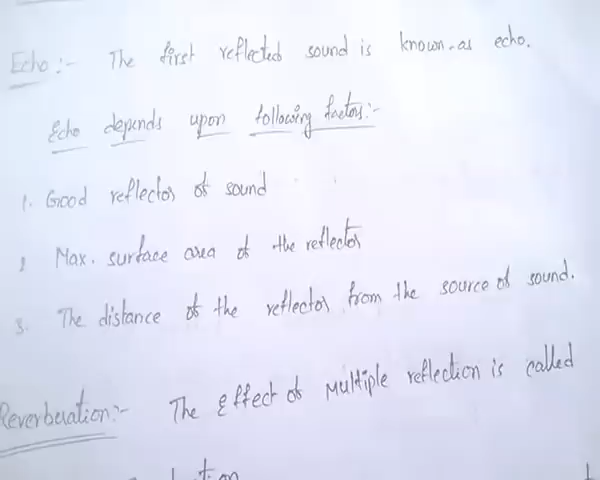 Echo :- The first reflected sound is known as echo.
Echo depends upon following factors:-
1. Good reflector of sound
2 Max. surface area of the reflector
3. The distance of the reflector from the source of sound.
Reverberation:- The effect of Multiple reflection is called